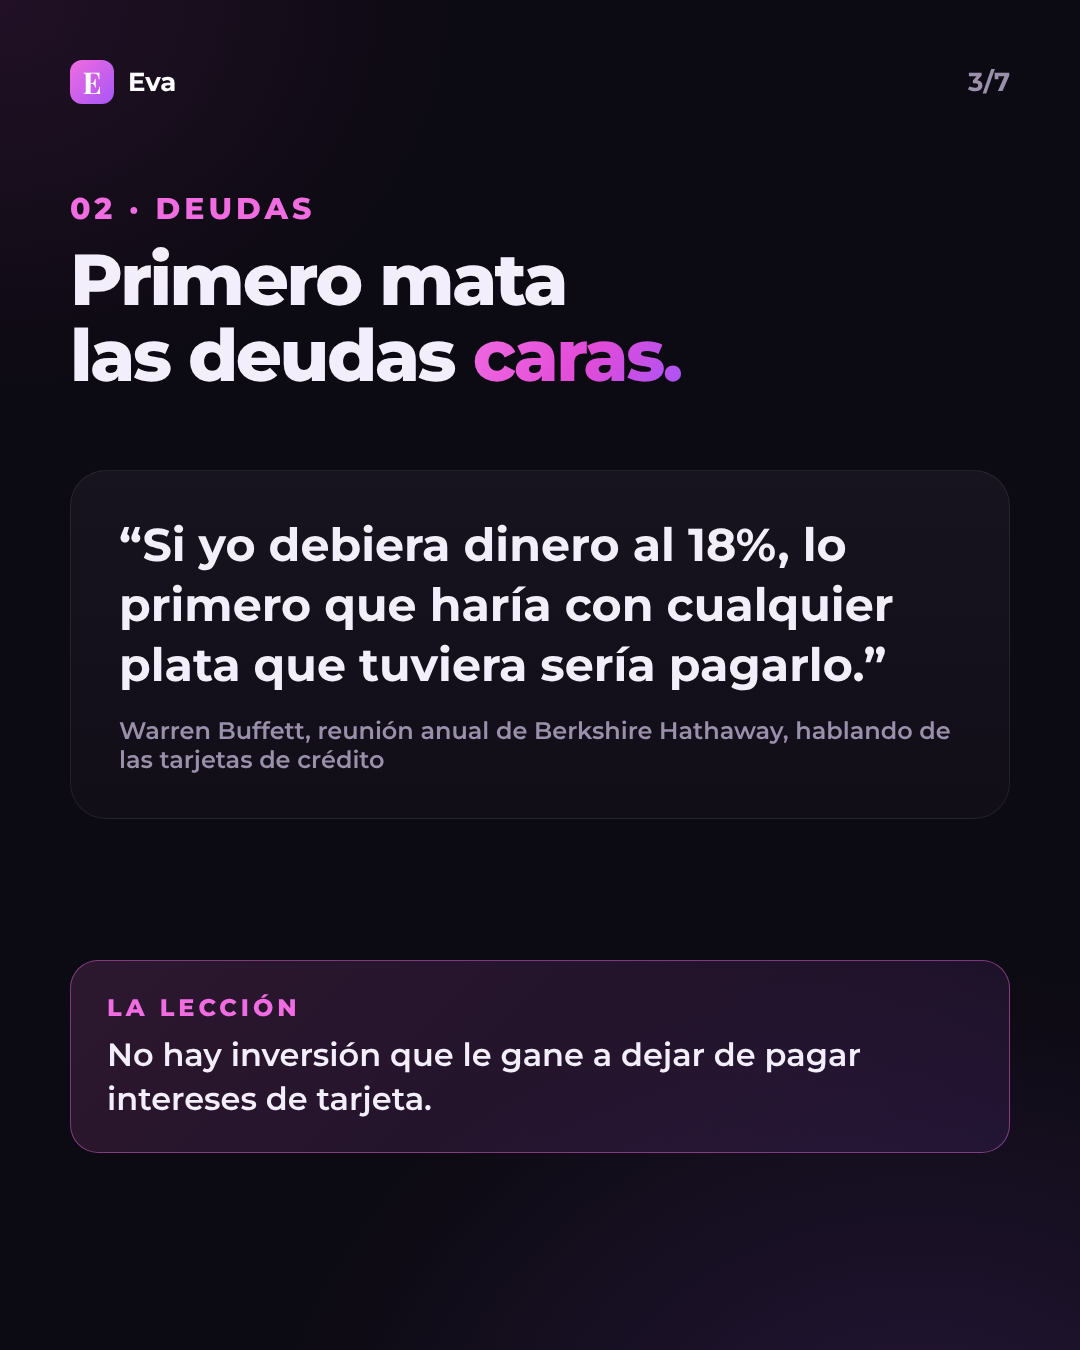 E Eva
3/7
02 · DEUDAS
Primero mata
las deudas caras.
“Si yo debiera dinero al 18%, lo
primero que haría con cualquier
plata que tuviera sería pagarlo.”
Warren Buffett, reunión anual de Berkshire Hathaway, hablando de
las tarjetas de crédito
LA LECCIÓN
No hay inversión que le gane a dejar de pagar
intereses de tarjeta.